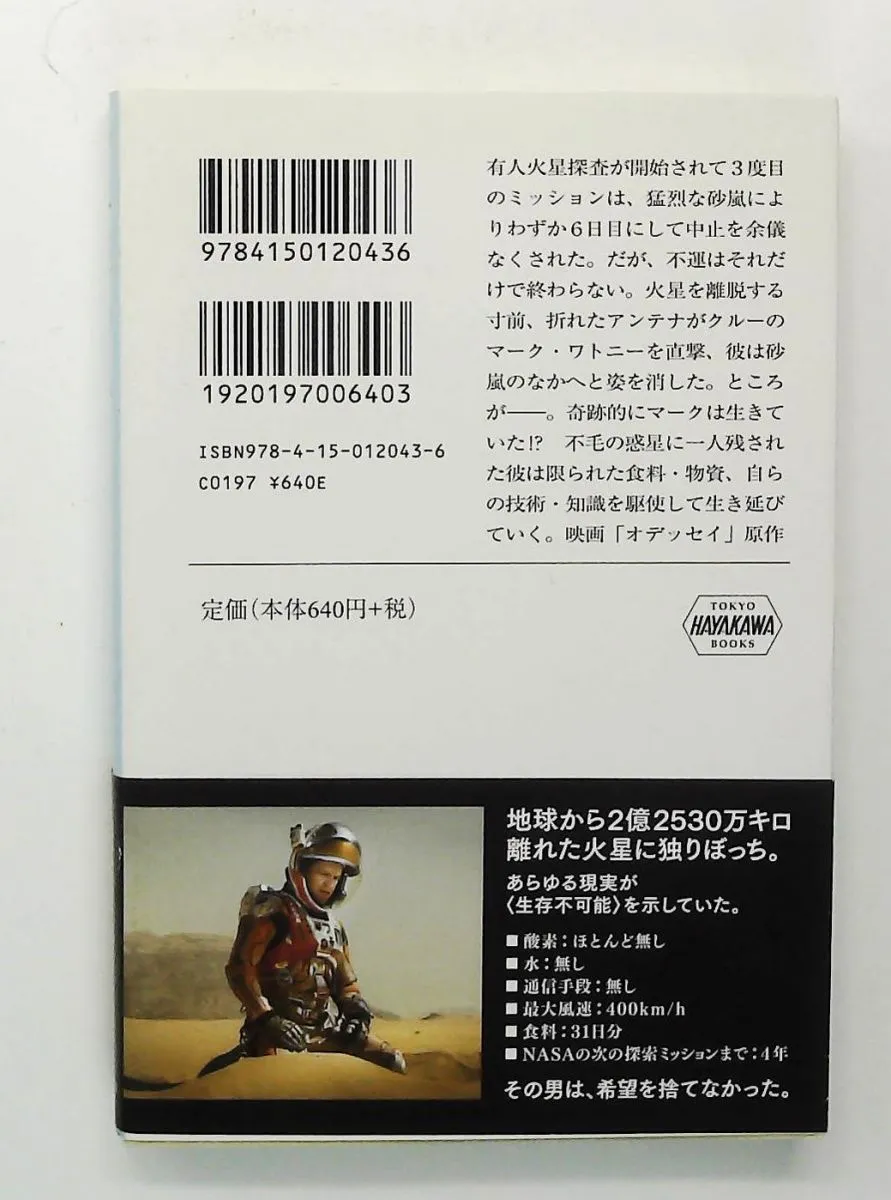 9784150120436
1920197006403
ISBN978-4-15-012043-6
C0197 ¥640E
有人火星探査が開始されて3度目
のミッションは、猛烈な砂嵐によ
りわずか6日目にして中止を余儀
なくされた。だが、不運はそれだ
けで終わらない。火星を離脱する
寸前、折れたアンテナがクルーの
マーク・ワトニーを直撃、彼は砂
嵐のなかへと姿を消した。ところ
が――。奇跡的にマークは生きて
いた!?　不毛の惑星に一人残され
た彼は限られた食料・物資、自ら
の技術・知識を駆使して生き延び
ていく。映画「オデッセイ」原作
定価(本体640円+税)
TOKYO
HAYAKAWA
BOOKS
地球から2億2530万キロ
離れた火星に独りぼっち。
あらゆる現実が
〈生存不可能〉を示していた。
■酸素:ほとんど無し
■水:無し
■通信手段:無し
■最大風速:400km/h
■食料:31日分
■NASAの次の探索ミッションまで:4年
その男は、希望を捨てなかった。